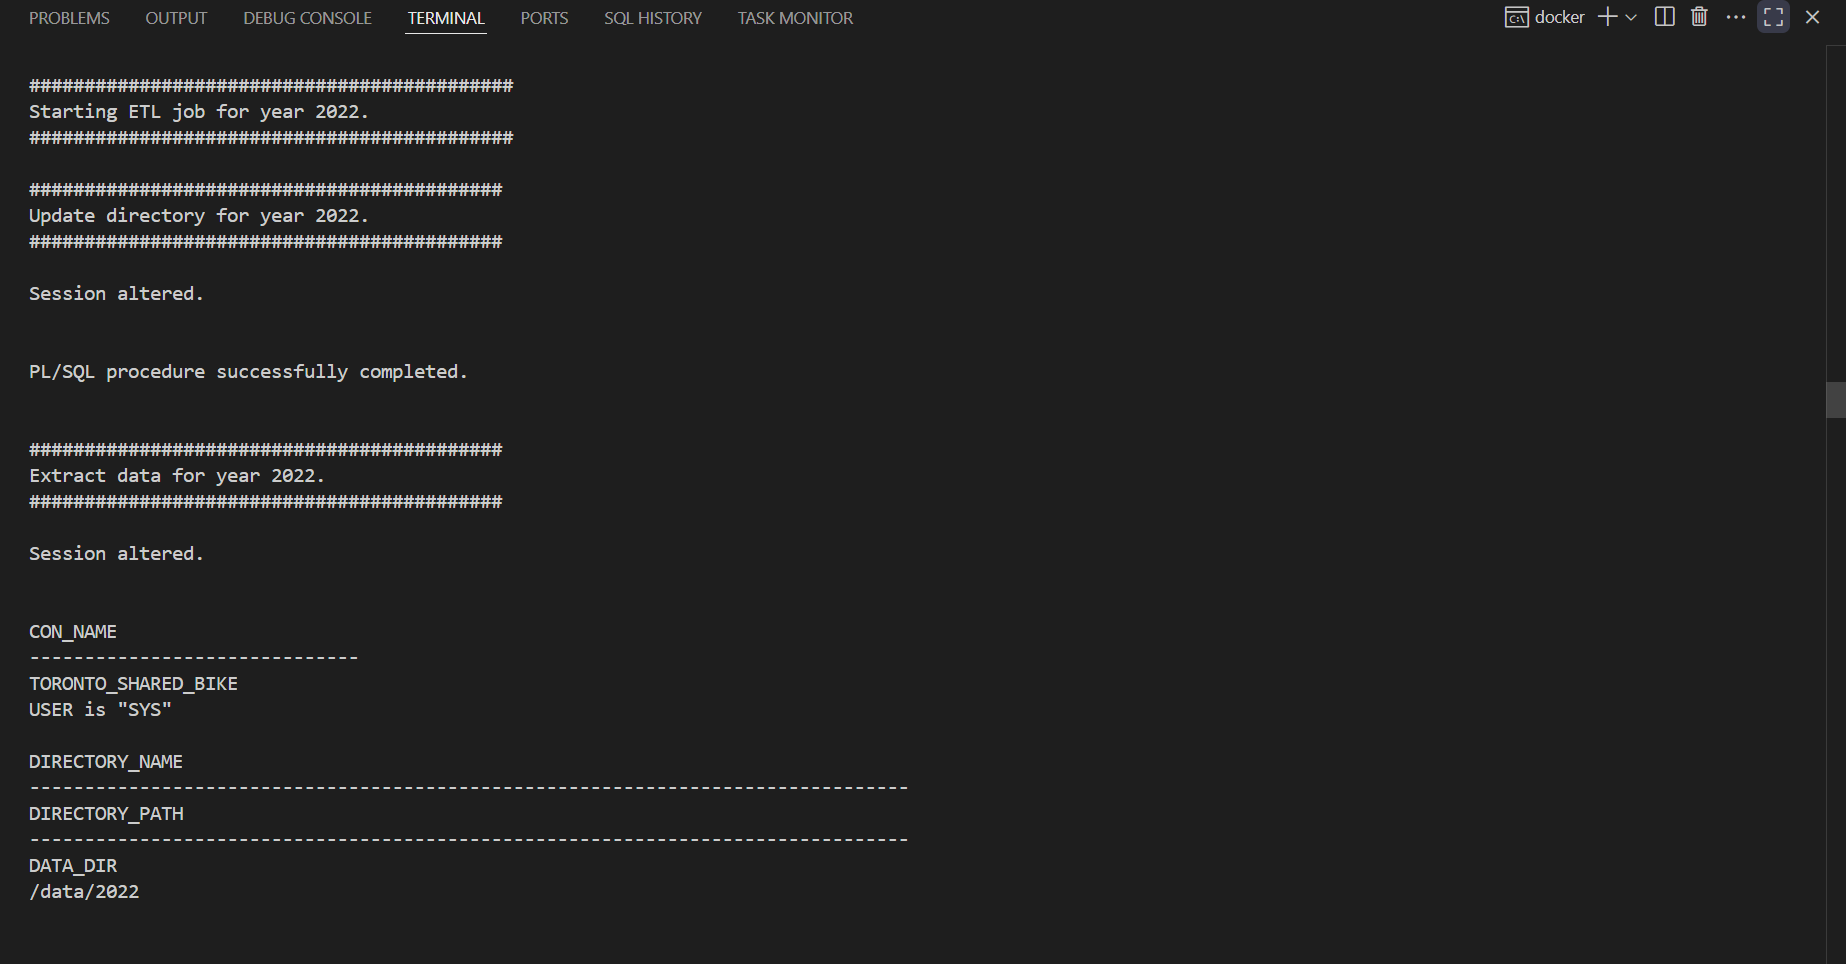 PROBLEMS OUTPUT DEBUG CONSOLE TERMINAL PORTS SQL HISTORY TASK MONITOR docker
############################################
Starting ETL job for year 2022.
############################################
###########################################
Update directory for year 2022.
###########################################
Session altered.
PL/SQL procedure successfully completed.
###########################################
Extract data for year 2022.
###########################################
Session altered.
CON_NAME
------------------------------
TORONTO_SHARED_BIKE
USER is "SYS"
DIRECTORY_NAME
--------------------------------------------------------------------------------
DIRECTORY_PATH
--------------------------------------------------------------------------------
DATA_DIR
/data/2022